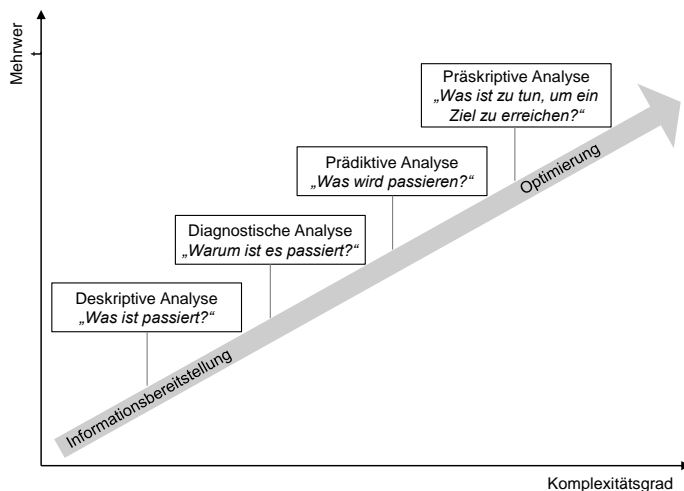 Mehrwert
Präskriptive Analyse
„Was ist zu tun, um ein
Ziel zu erreichen?“
Prädiktive Analyse
„Was wird passieren?“
Optimierung
Diagnostische Analyse
„Warum ist es passiert?“
Deskriptive Analyse
„Was ist passiert?“
Informationsbereitstellung
Komplexitätsgrad